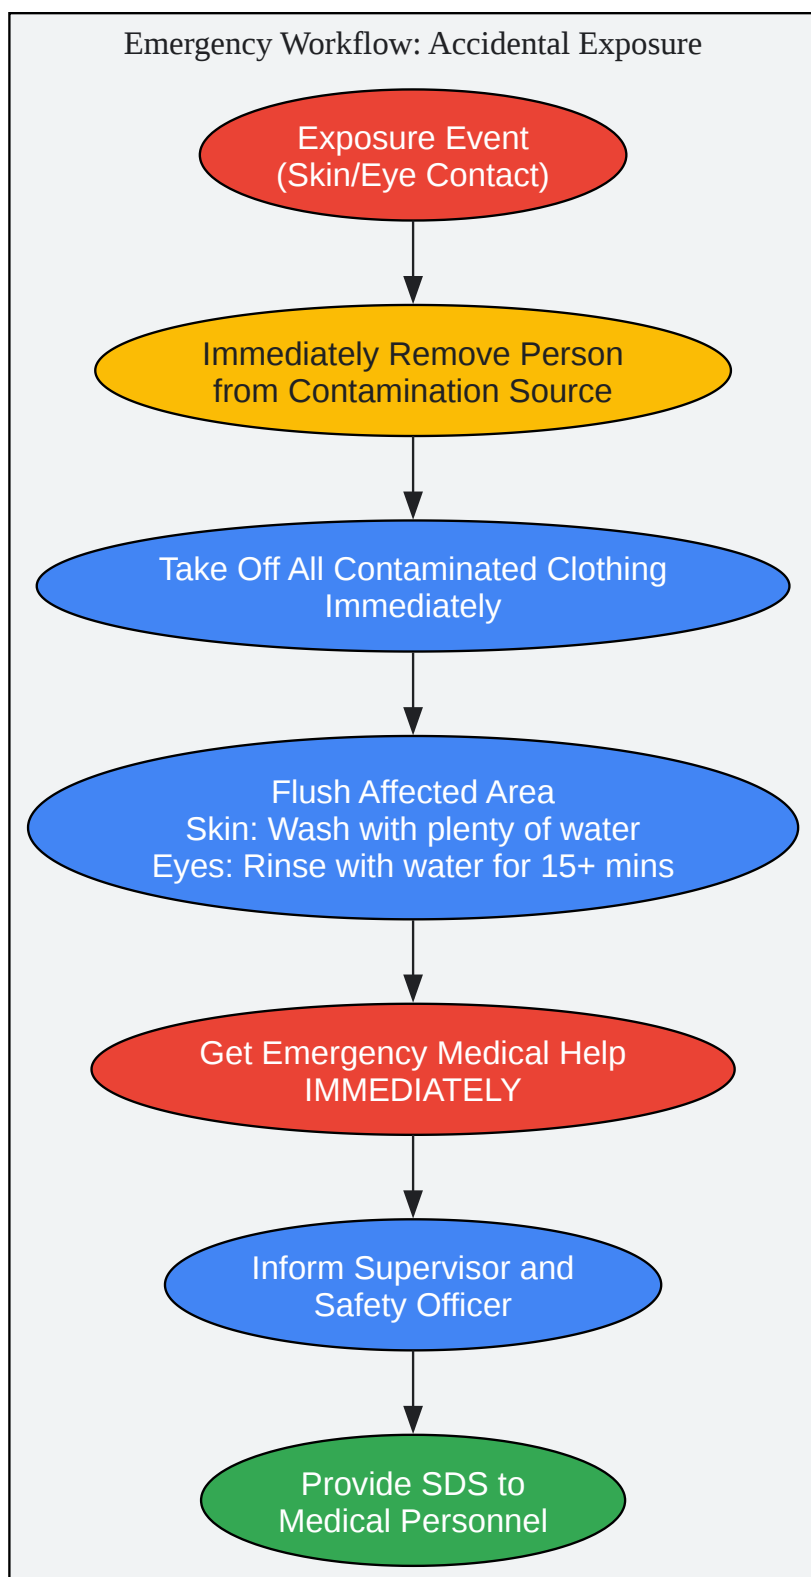 Emergency Workflow: Accidental Exposure
Exposure Event
(Skin/Eye Contact)
Immediately Remove Person
from Contamination Source
Take Off All Contaminated Clothing
Immediately
Flush Affected Area
Skin: Wash with plenty of water
Eyes: Rinse with water for 15+ mins
Get Emergency Medical Help
IMMEDIATELY
Inform Supervisor and
Safety Officer
Provide SDS to
Medical Personnel